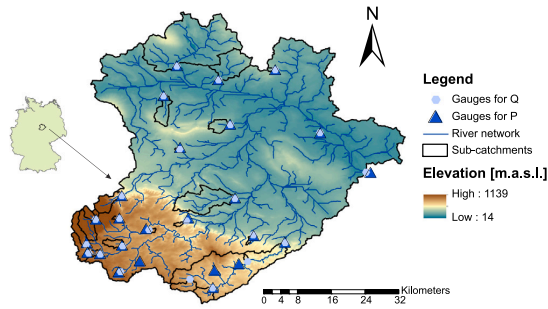 N
Legend
Gauges for Q
Gauges for P
River network
Sub-catchments
Elevation [m.a.s.l.]
High : 1139
Low : 14
Kilometers
0 4 8 16 24 32